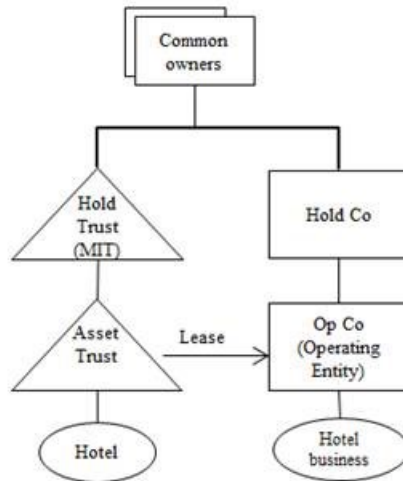 Common
owners
Hold
Trust
(MIT)
Hold Co
Asset
Trust
Lease
Op Co
(Operating
Entity)
Hotel
Hotel
business